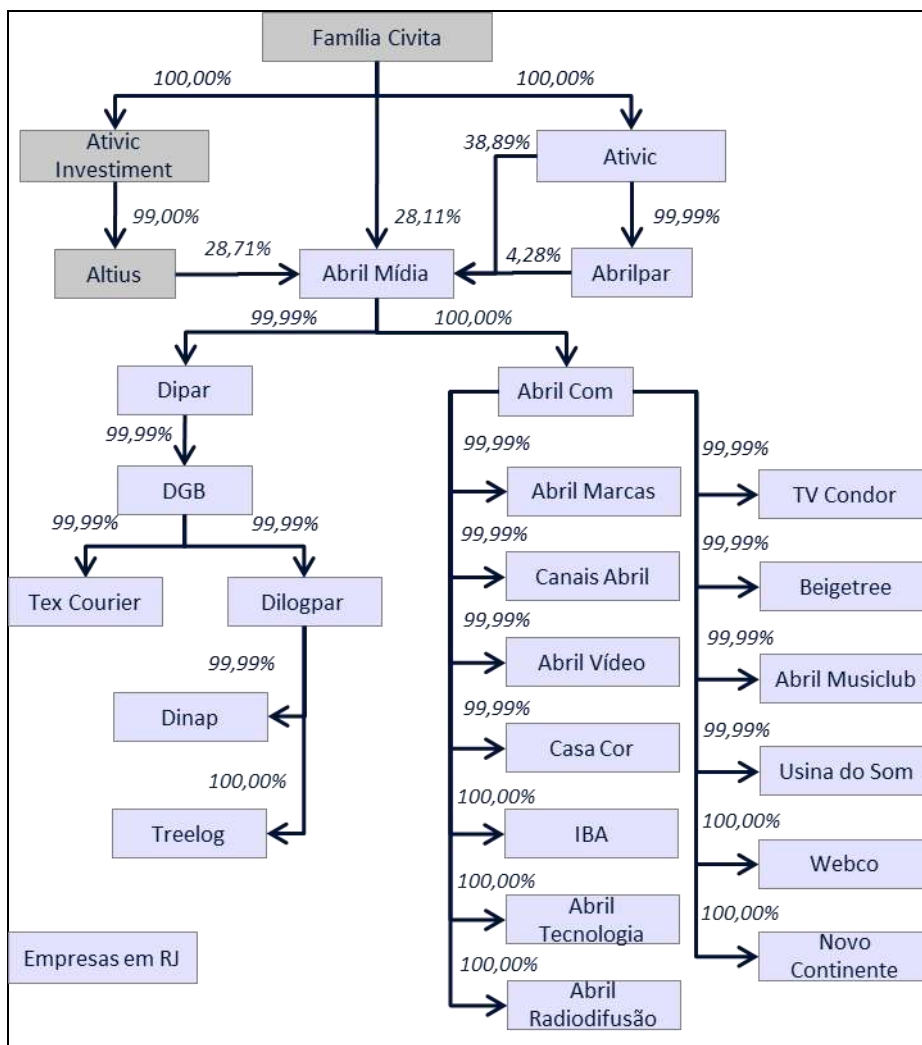 Família Civita
100,00%
100,00%
Ativic
Investiment
38,89%
Ativic
99,00%
28,11%
99,99%
Altius
28,71%
Abril Mídia
4,28%
Abrilpar
99,99%
100,00%
Dipar
Abril Com
99,99%
DGB
99,99%
99,99%
Tex Courier
Dilogpar
99,99%
Dinap
100,00%
Treelog
99,99%
Abril Marcas
99,99%
Canais Abril
99,99%
Abril Vídeo
99,99%
Casa Cor
100,00%
IBA
100,00%
Abril
Tecnologia
100,00%
Abril
Radiodifusão
99,99%
TV Condor
99,99%
Beigetree
99,99%
Abril Musiclub
99,99%
Usina do Som
100,00%
Webco
100,00%
Novo
Continente
Empresas em RJ